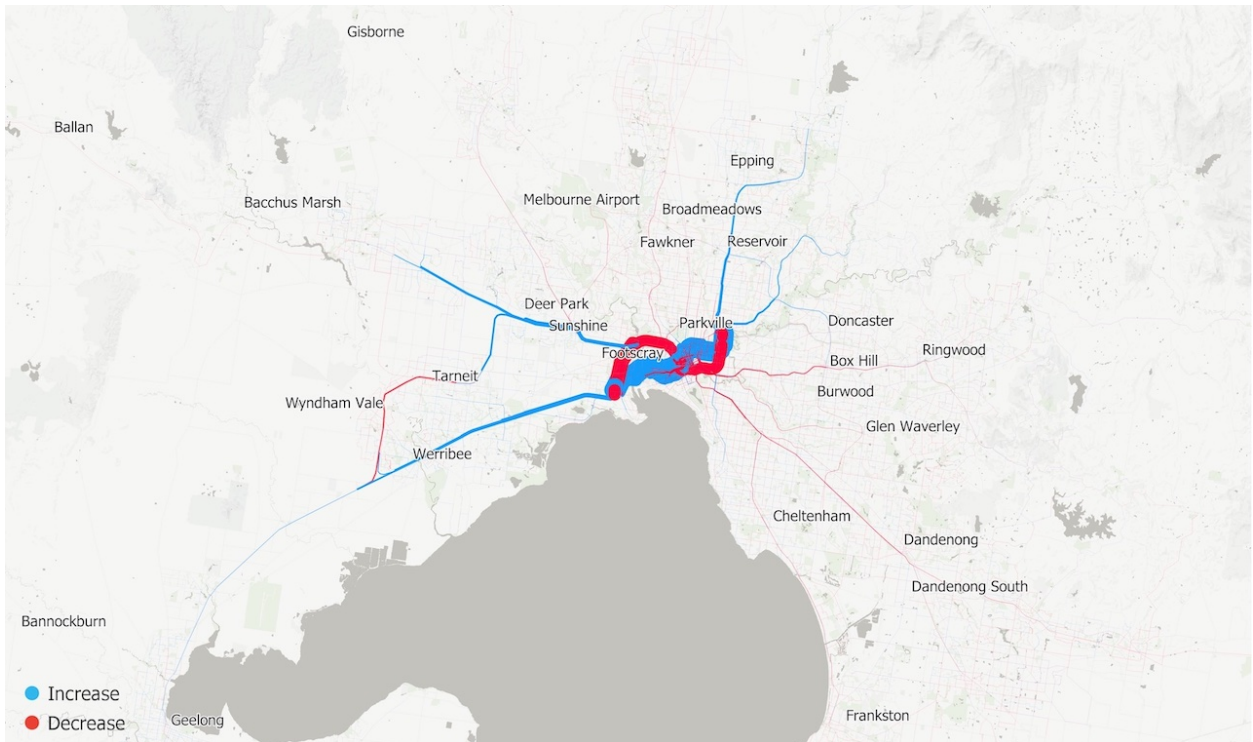 Gisborne
Ballan
Epping
Bacchus Marsh
Melbourne Airport
Broadmeadows
Fawkner
Reservoir
Deer Park
Sunshine
Parkville
Doncaster
Footscray
Ringwood
Box Hill
Tarneit
Burwood
Wyndham Vale
Glen Waverley
Werribee
Cheltenham
Dandenong
Dandenong South
Bannockburn
Increase
Decrease
Geelong
Frankston